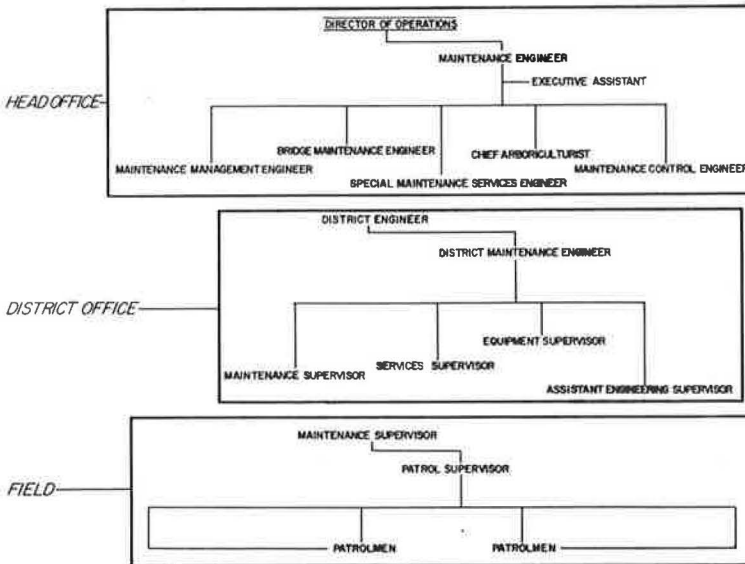 DIRECTOR OF OPERATIONS
MAINTENANCE ENGINEER
EXECUTIVE ASSISTANT
HEAD OFFICE
BRIDGE MAINTENANCE ENGINEER
CHIEF ARBORICULTURIST
MAINTENANCE MANAGEMENT ENGINEER
MAINTENANCE CONTROL ENGINEER
SPECIAL MAINTENANCE SERVICES ENGINEER
DISTRICT ENGINEER
DISTRICT MAINTENANCE ENGINEER
DISTRICT OFFICE
EQUIPMENT SUPERVISOR
SERVICES SUPERVISOR
MAINTENANCE SUPERVISOR
ASSISTANT ENGINEERING SUPERVISOR
MAINTENANCE SUPERVISOR
PATROL SUPERVISOR
FIELD
PATROLMEN PATROLMEN